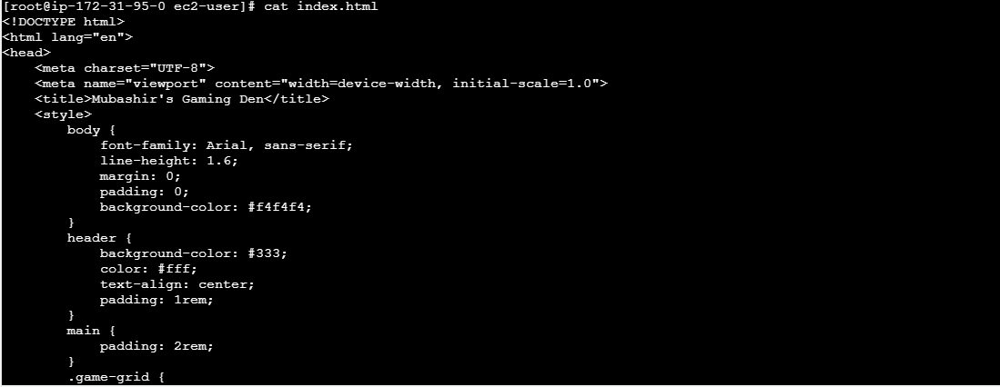 [root@ip-172-31-95-0 ec2-user]# cat index.html
<!DOCTYPE html>
<html lang="en">
<head>
    <meta charset="UTF-8">
    <meta name="viewport" content="width=device-width, initial-scale=1.0">
    <title>Mubashir's Gaming Den</title>
    <style>
        body {
            font-family: Arial, sans-serif;
            line-height: 1.6;
            margin: 0;
            padding: 0;
            background-color: #f4f4f4;
        }
        header {
            background-color: #333;
            color: #fff;
            text-align: center;
            padding: 1rem;
        }
        main {
            padding: 2rem;
        }
        .game-grid {